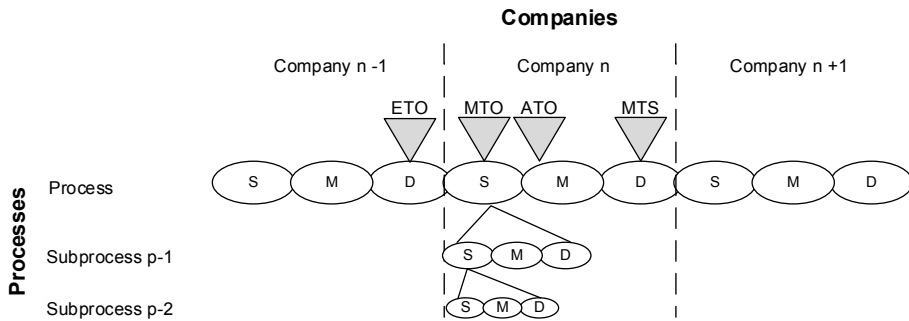 Companies
Company n -1
Company n
Company n +1
ETO
MTO
ATO
MTS
Processes
Process
S
M
D
S
M
D
S
M
D
Subprocess p-1
S
M
D
Subprocess p-2
S
M
D